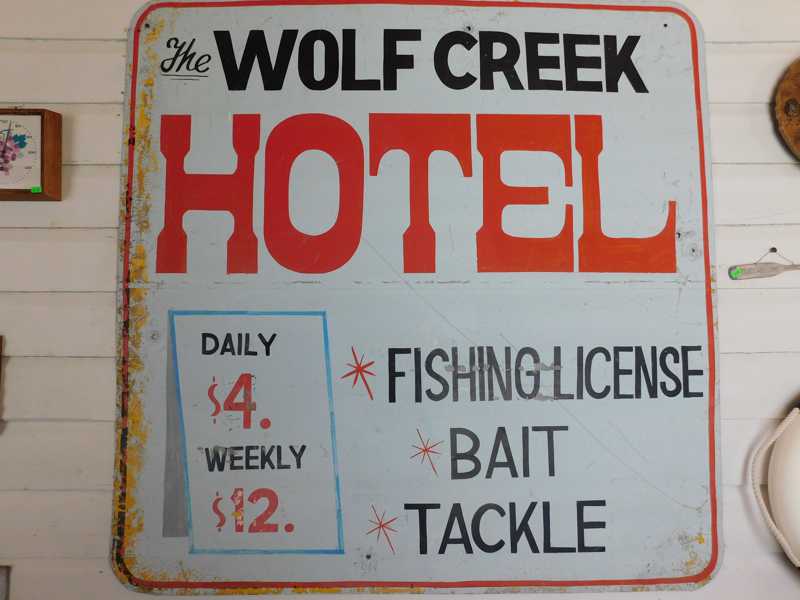 The WOLF CREEK
HOTEL
DAILY
$4.
WEEKLY
$12.
* FISHING LICENSE
* BAIT
* TACKLE